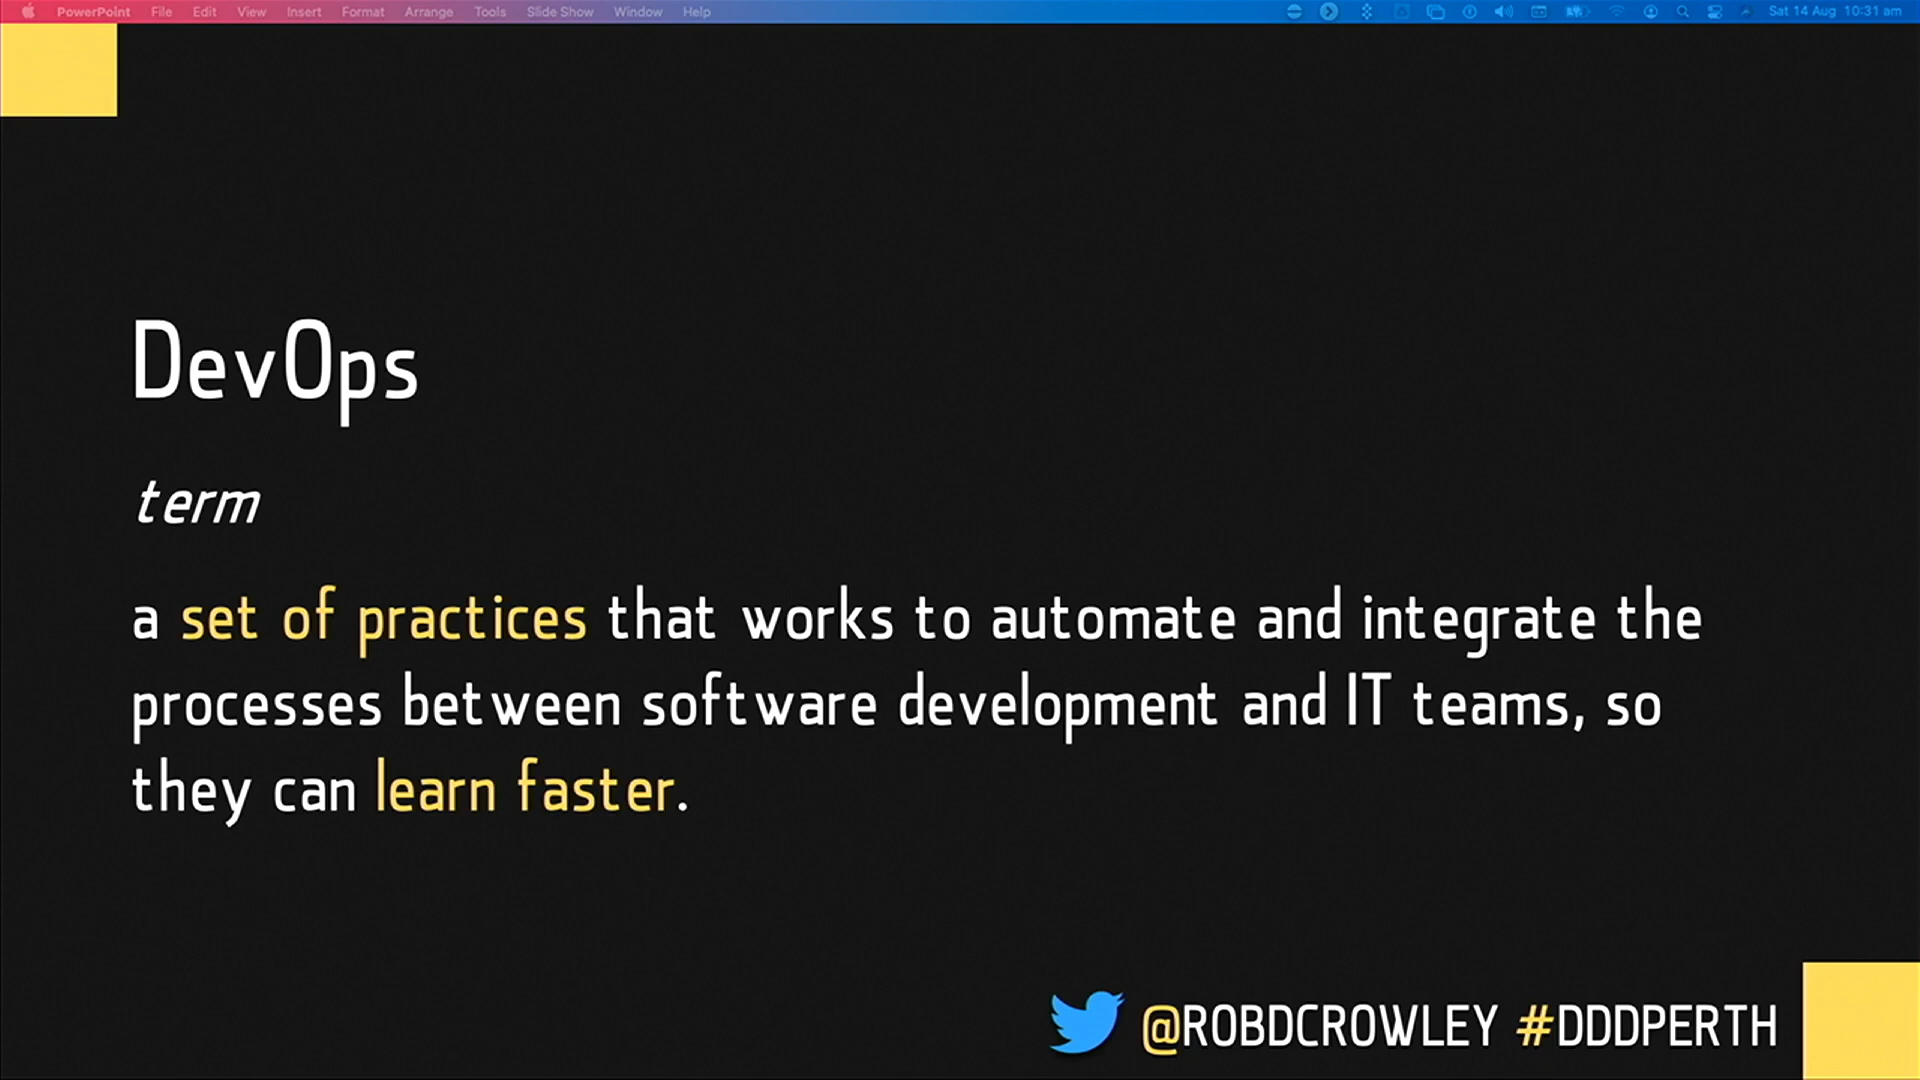 PowerPoint File Edit View Insert Format Arrange Tools Slide Show Window Help Sat 14 Aug 10:31 am
DevOps
term
a set of practices that works to automate and integrate the
processes between software development and IT teams, so
they can learn faster.
@ROBDCROWLEY #DDDPERTH